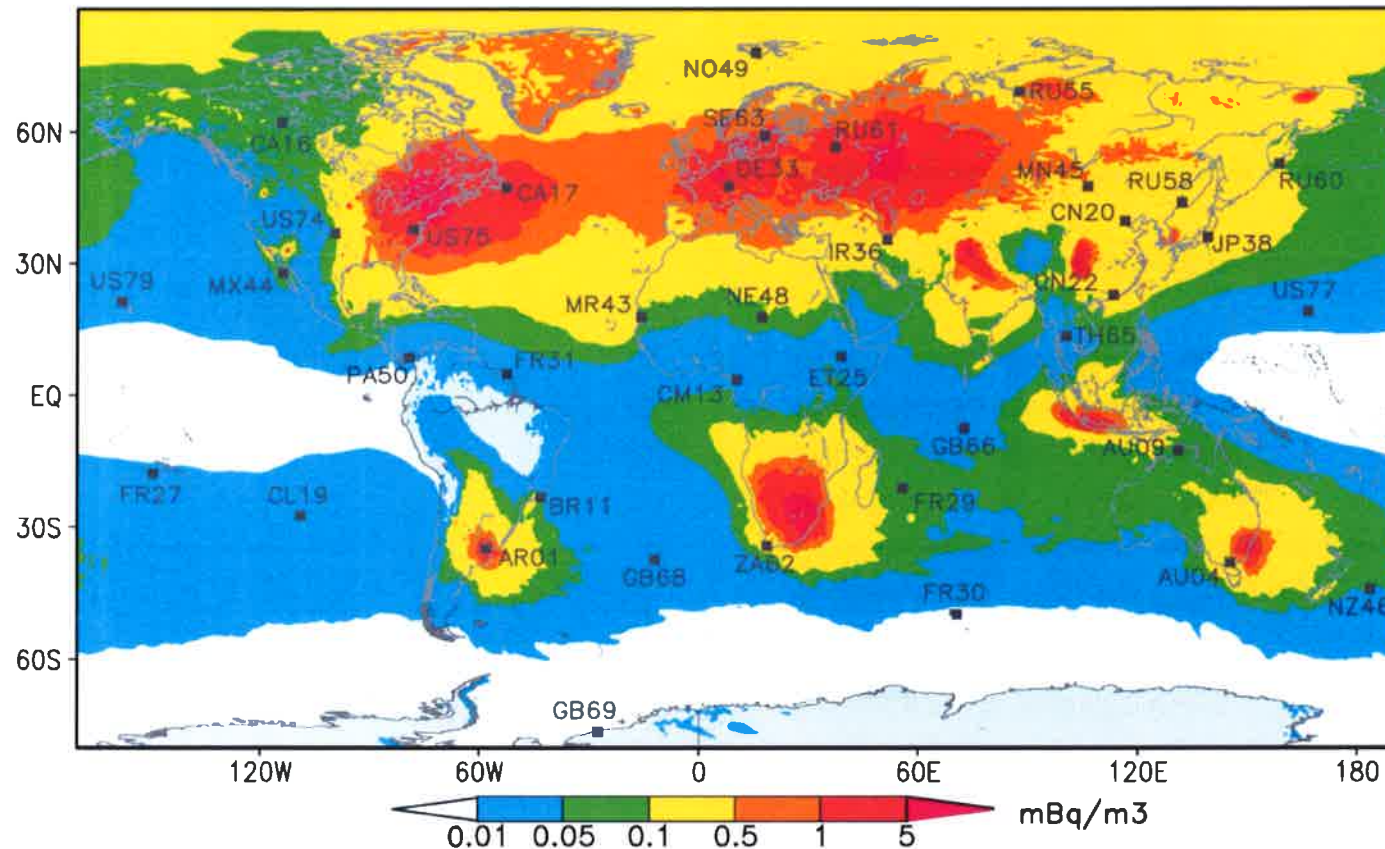 NO49
RU55
60N
CA16
SE63
RU61
DE33
CA17
MN45
RU58
RU60
US74
US75
CN20
JP38
30N
IR36
US79
MX44
MR43
NE48
CN22
US77
TH65
PA50
FR31
EQ
CM13
ET25
GB66
AU09
FR27
CL19
BR11
FR29
30S
AR01
GB68
ZA62
AU04
FR30
NZ46
60S
GB69
120W 60W 0 60E 120E 180
0.01 0.05 0.1 0.5 1 5 mBq/m3